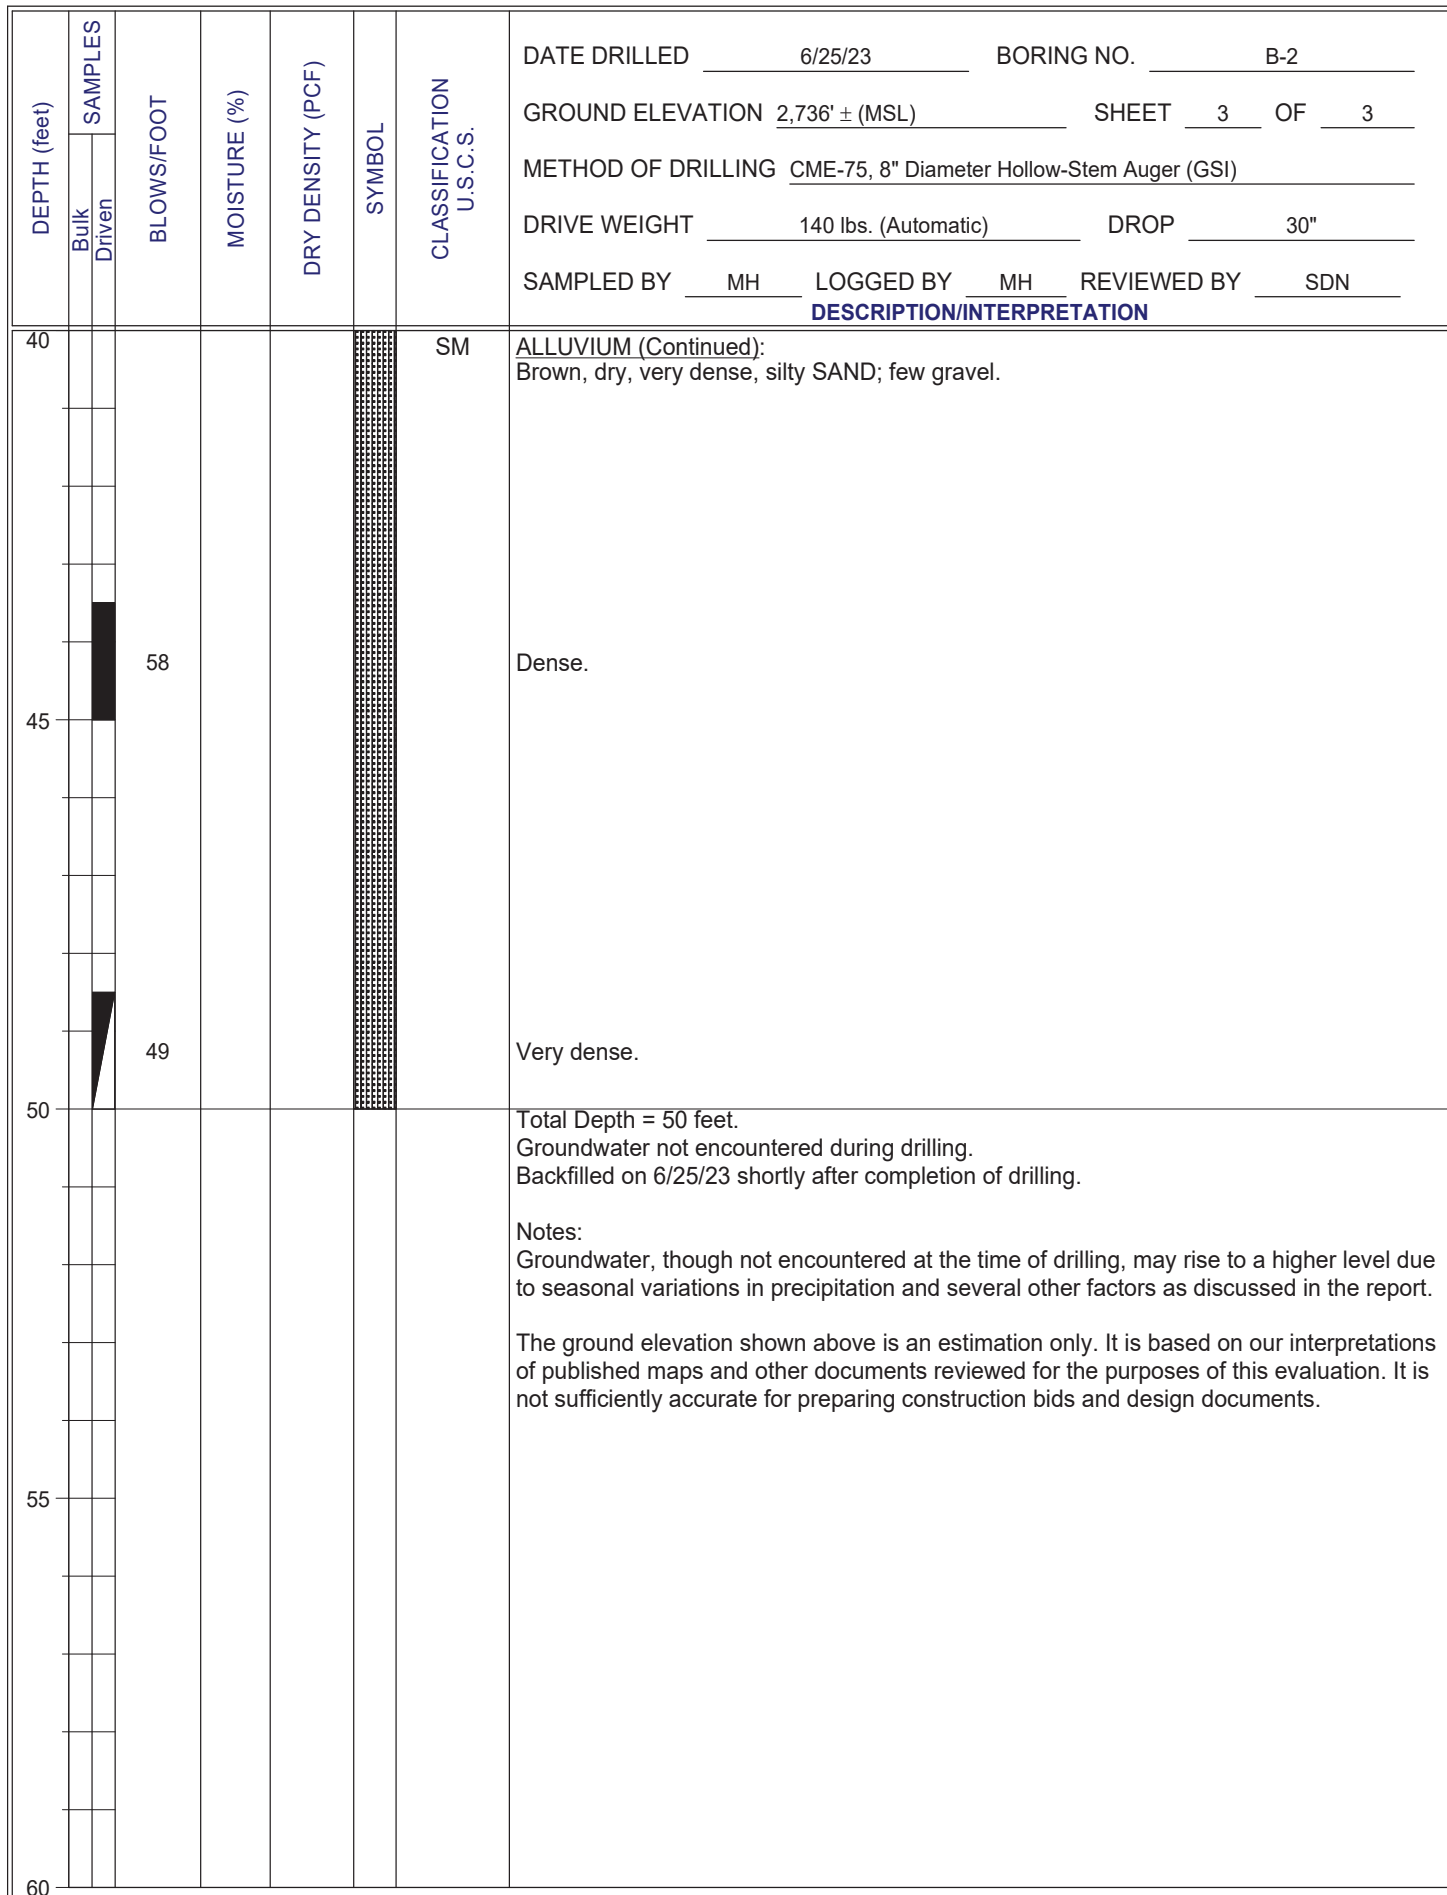 DEPTH (feet)
SAMPLES
Bulk
Driven
BLOWS/FOOT
MOISTURE (%)
DRY DENSITY (PCF)
SYMBOL
CLASSIFICATION
U.S.C.S.
DATE DRILLED 6/25/23 BORING NO. B-2
GROUND ELEVATION 2,736' ± (MSL) SHEET 3 OF 3
METHOD OF DRILLING CME-75, 8" Diameter Hollow-Stem Auger (GSI)
DRIVE WEIGHT 140 lbs. (Automatic) DROP 30"
SAMPLED BY MH LOGGED BY MH REVIEWED BY SDN
DESCRIPTION/INTERPRETATION
40 SM ALLUVIUM (Continued):
Brown, dry, very dense, silty SAND; few gravel.
58 Dense.
45
49 Very dense.
50 Total Depth = 50 feet.
Groundwater not encountered during drilling.
Backfilled on 6/25/23 shortly after completion of drilling.
Notes:
Groundwater, though not encountered at the time of drilling, may rise to a higher level due
to seasonal variations in precipitation and several other factors as discussed in the report.
The ground elevation shown above is an estimation only. It is based on our interpretations
of published maps and other documents reviewed for the purposes of this evaluation. It is
not sufficiently accurate for preparing construction bids and design documents.
55
60